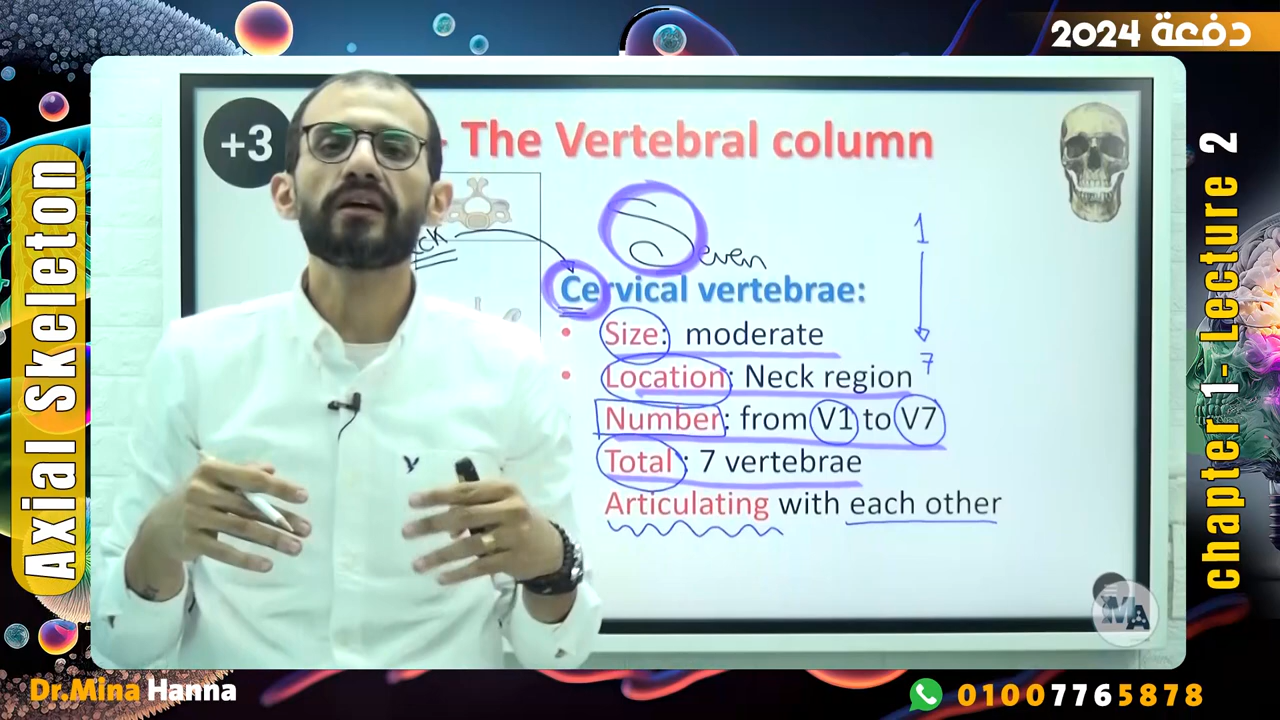 دفعة 2024
+3
- The Vertebral column
Seven
1
7
Cervical vertebrae:
• Size: moderate
• Location: Neck region
Number: from V1 to V7
Total : 7 vertebrae
Articulating with each other
MA
Axial Skeleton
chapter 1- Lecture 2
Dr.Mina Hanna
01007765878